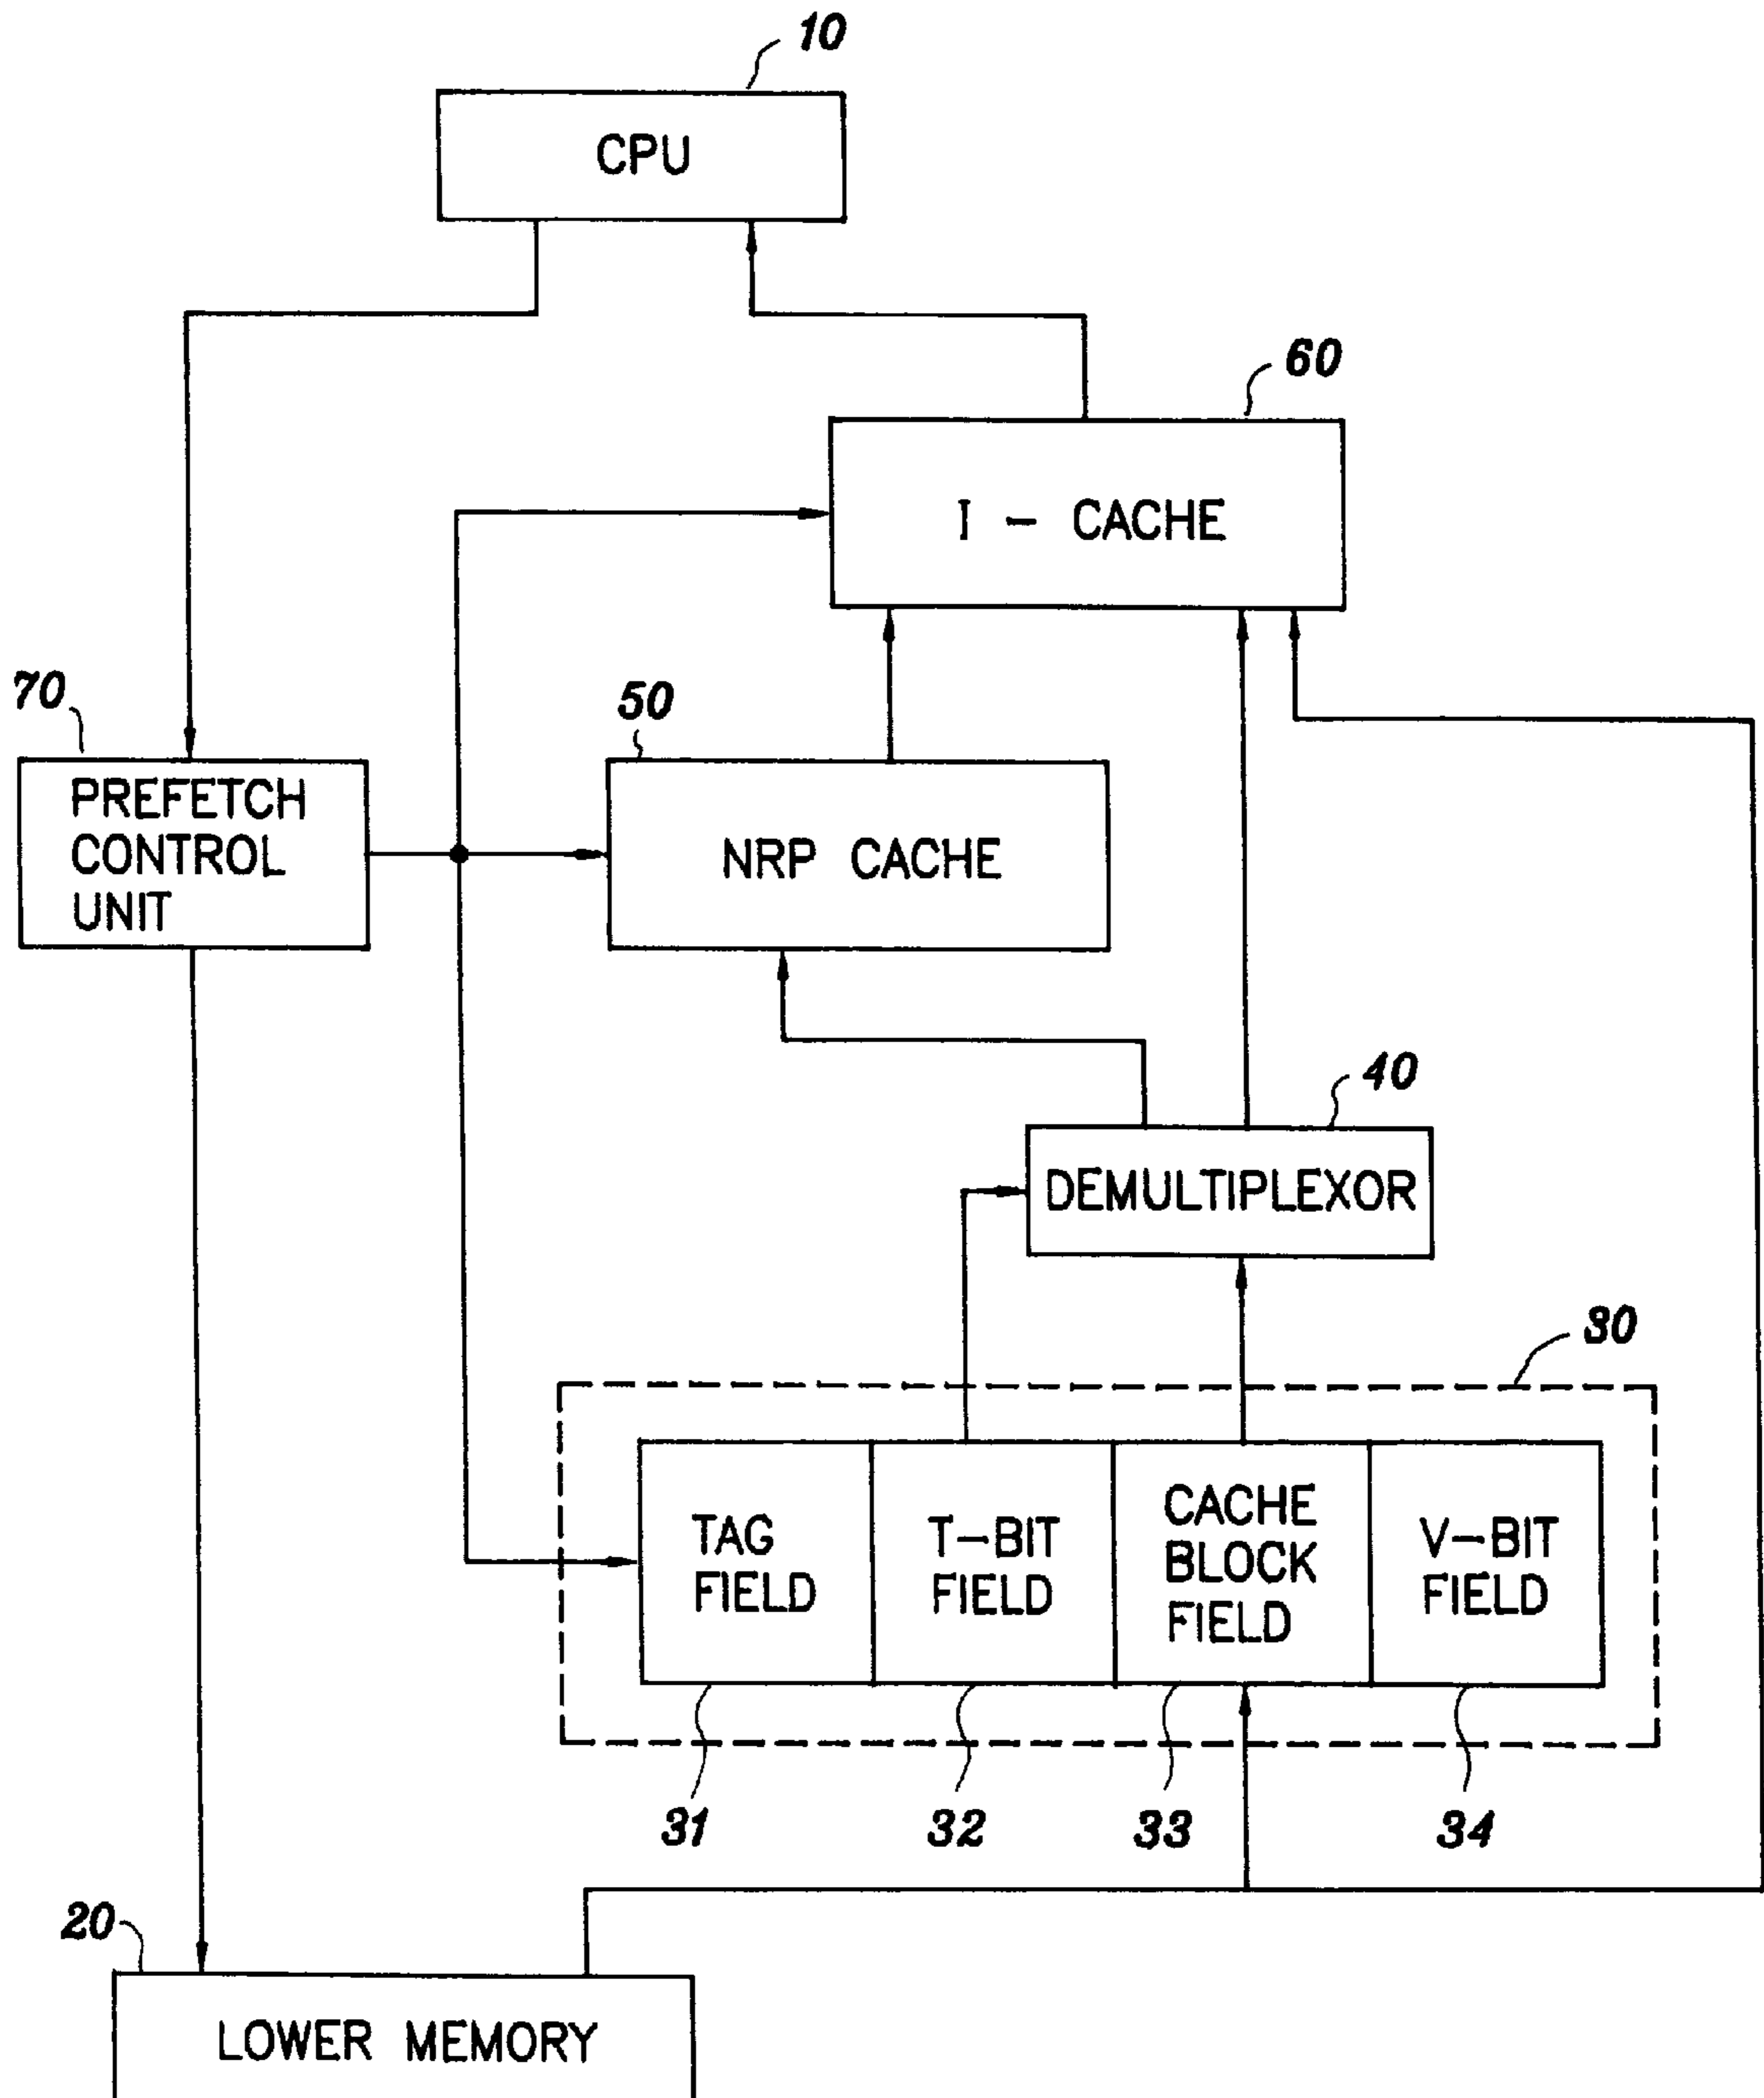 10
CPU
60
I - CACHE
70
PREFETCH
CONTROL
UNIT
50
NRP CACHE
40
DEMULTIPLEXOR
30
TAG
FIELD
T-BIT
FIELD
CACHE
BLOCK
FIELD
V-BIT
FIELD
31
32
33
34
20
LOWER MEMORY